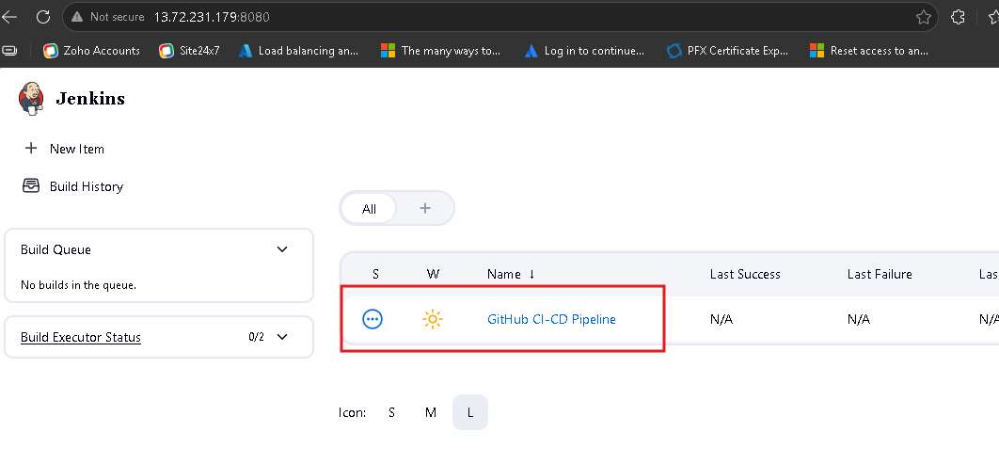 Not secure 13.72.231.179:8080
Zoho Accounts Site24x7 Load balancing an... The many ways to... Log in to continue... PFX Certificate Exp... Reset access to an...
Jenkins
New Item
Build History
All +
Build Queue
No builds in the queue.
S W Name ↓ Last Success Last Failure Las
GitHub CI-CD Pipeline N/A N/A N/A
Build Executor Status 0/2
Icon: S M L